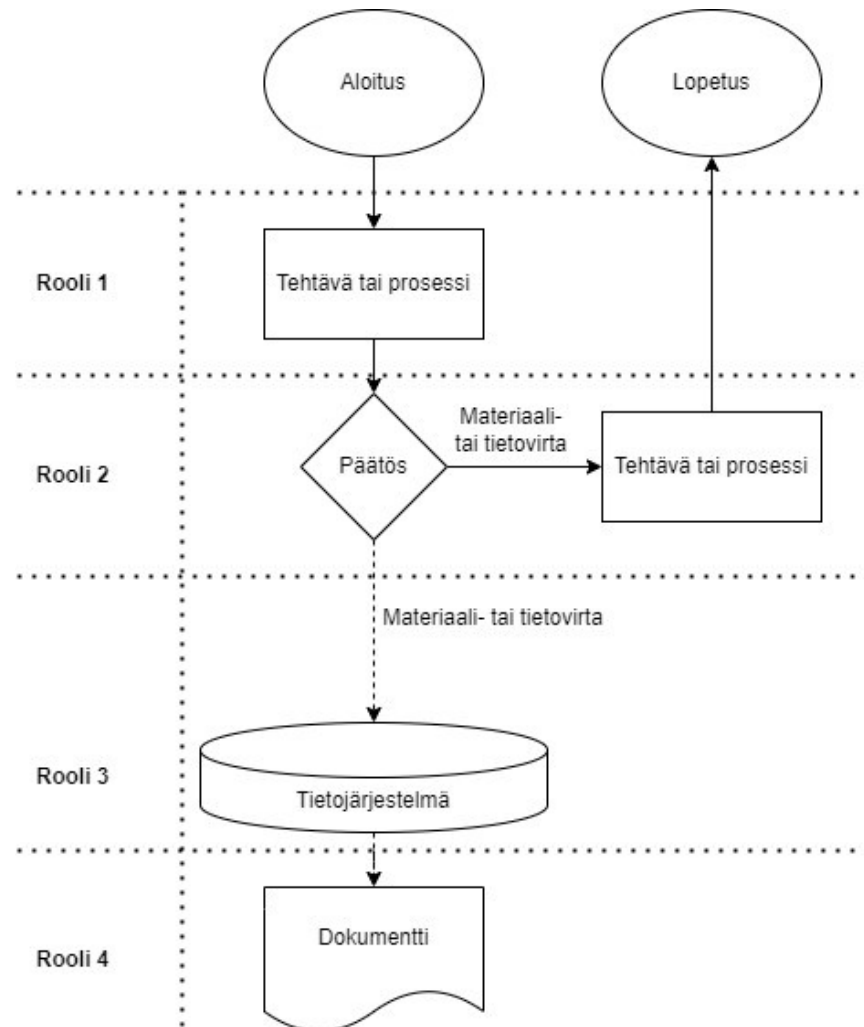 Aloitus
Lopetus
Rooli 1
Tehtävä tai prosessi
Rooli 2
Päätös
Materiaali-
tai tietovirta
Tehtävä tai prosessi
Materiaali- tai tietovirta
Rooli 3
Tietojärjestelmä
Rooli 4
Dokumentti